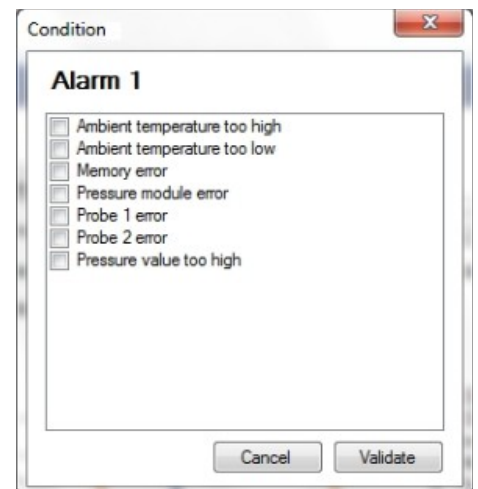 Condition
Alarm 1
Ambient temperature too high
Ambient temperature too low
Memory error
Pressure module error
Probe 1 error
Probe 2 error
Pressure value too high
Cancel Validate